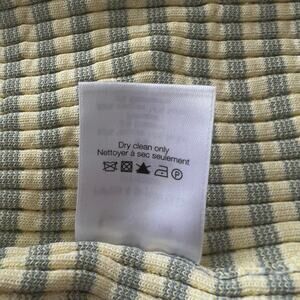 Dry clean only
Nettoyer à sec seulement
P